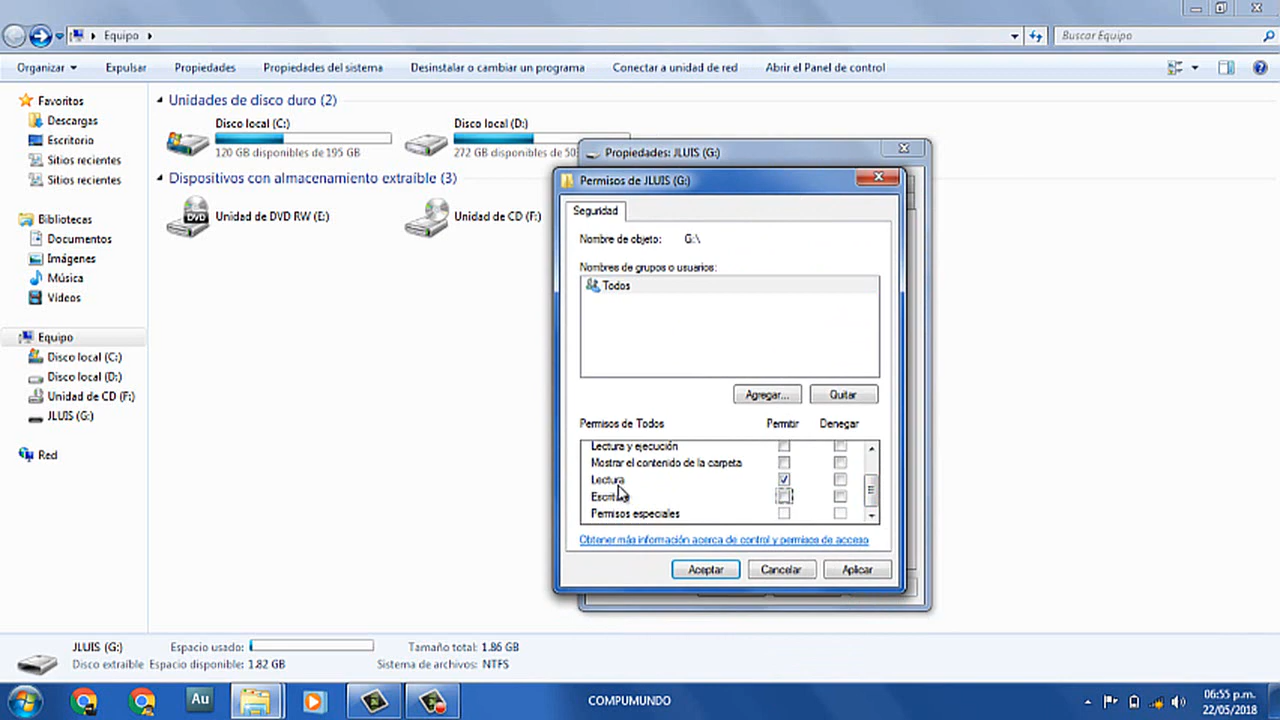 Equipo
Buscar Equipo
Organizar Expulsar Propiedades Propiedades del sistema Desinstalar o cambiar un programa Conectar a unidad de red Abrir el Panel de control
Favoritos
Descargas
Escritorio
Sitios recientes
Sitios recientes
Bibliotecas
Documentos
Imágenes
Música
Vídeos
Equipo
Disco local (C:)
Disco local (D:)
Unidad de CD (F:)
JLUIS (G:)
Red
Unidades de disco duro (2)
Disco local (C:)
120 GB disponibles de 195 GB
Disco local (D:)
272 GB disponibles de
Dispositivos con almacenamiento extraíble (3)
DVD
Unidad de DVD RW (E:)
Unidad de CD (F:)
Propiedades: JLUIS (G:)
Permisos de JLUIS (G:)
Seguridad
Nombre de objeto: G:\
Nombres de grupos o usuarios:
Todos
Agregar... Quitar
Permisos de Todos Permitir Denegar
Lectura y ejecución
Mostrar el contenido de la carpeta
Lectura
Permisos especiales
Obtener más información acerca de control y permisos de acceso
Aceptar Cancelar Aplicar
JLUIS (G:) Espacio usado: Tamaño total: 1.86 GB
Disco extraíble Espacio disponible: 1.82 GB Sistema de archivos: NTFS
Au
COMPUMUNDO
06:55 p.m.
22/05/2018